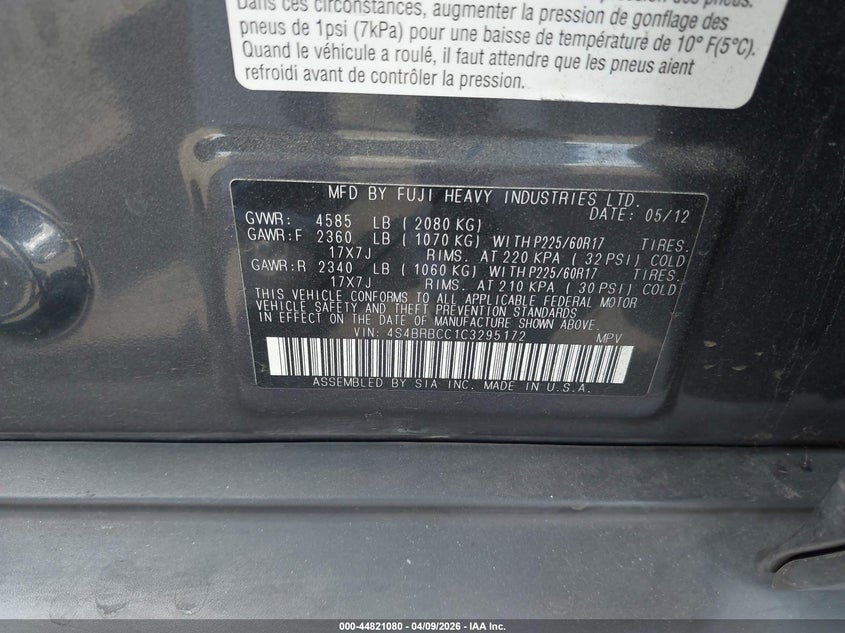 Dans ces circonstances, augmenter la pression de gonflage des
pneus de 1psi (7kPa) pour une baisse de température de 10° F(5°C).
Quand le véhicule a roulé, il faut attendre que les pneus aient
refroidi avant de contrôler la pression.
MFD BY FUJI HEAVY INDUSTRIES LTD.
DATE: 05/12
GVWR: 4585 LB ( 2080 KG)
GAWR:F 2360 LB ( 1070 KG) WITH P225/60R17 TIRES.
17X7J RIMS. AT 220 KPA ( 32 PSI) COLD
GAWR:R 2340 LB ( 1060 KG) WITH P225/60R17 TIRES.
17X7J RIMS. AT 210 KPA ( 30 PSI) COLD
THIS VEHICLE CONFORMS TO ALL APPLICABLE FEDERAL MOTOR
VEHICLE SAFETY AND THEFT PREVENTION STANDARDS
IN EFFECT ON THE DATE OF MANUFACTURE SHOWN ABOVE.
VIN: 4S4BRBCC1C3295172 MPV
ASSEMBLED BY SIA INC. MADE IN U.S.A.
000-44821080 | 04/09/2026 | IAA Inc.